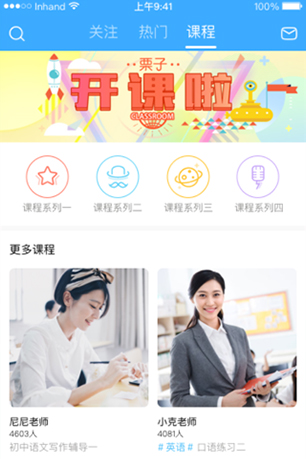 Inhand 上午9:41 100%
关注 热门 课程
栗子
开课啦
CLASSROOM
课程系列一 课程系列二 课程系列三 课程系列四
更多课程
尼尼老师 小克老师
4603人 4081人
初中语文写作辅导一 #英语# 口语练习二